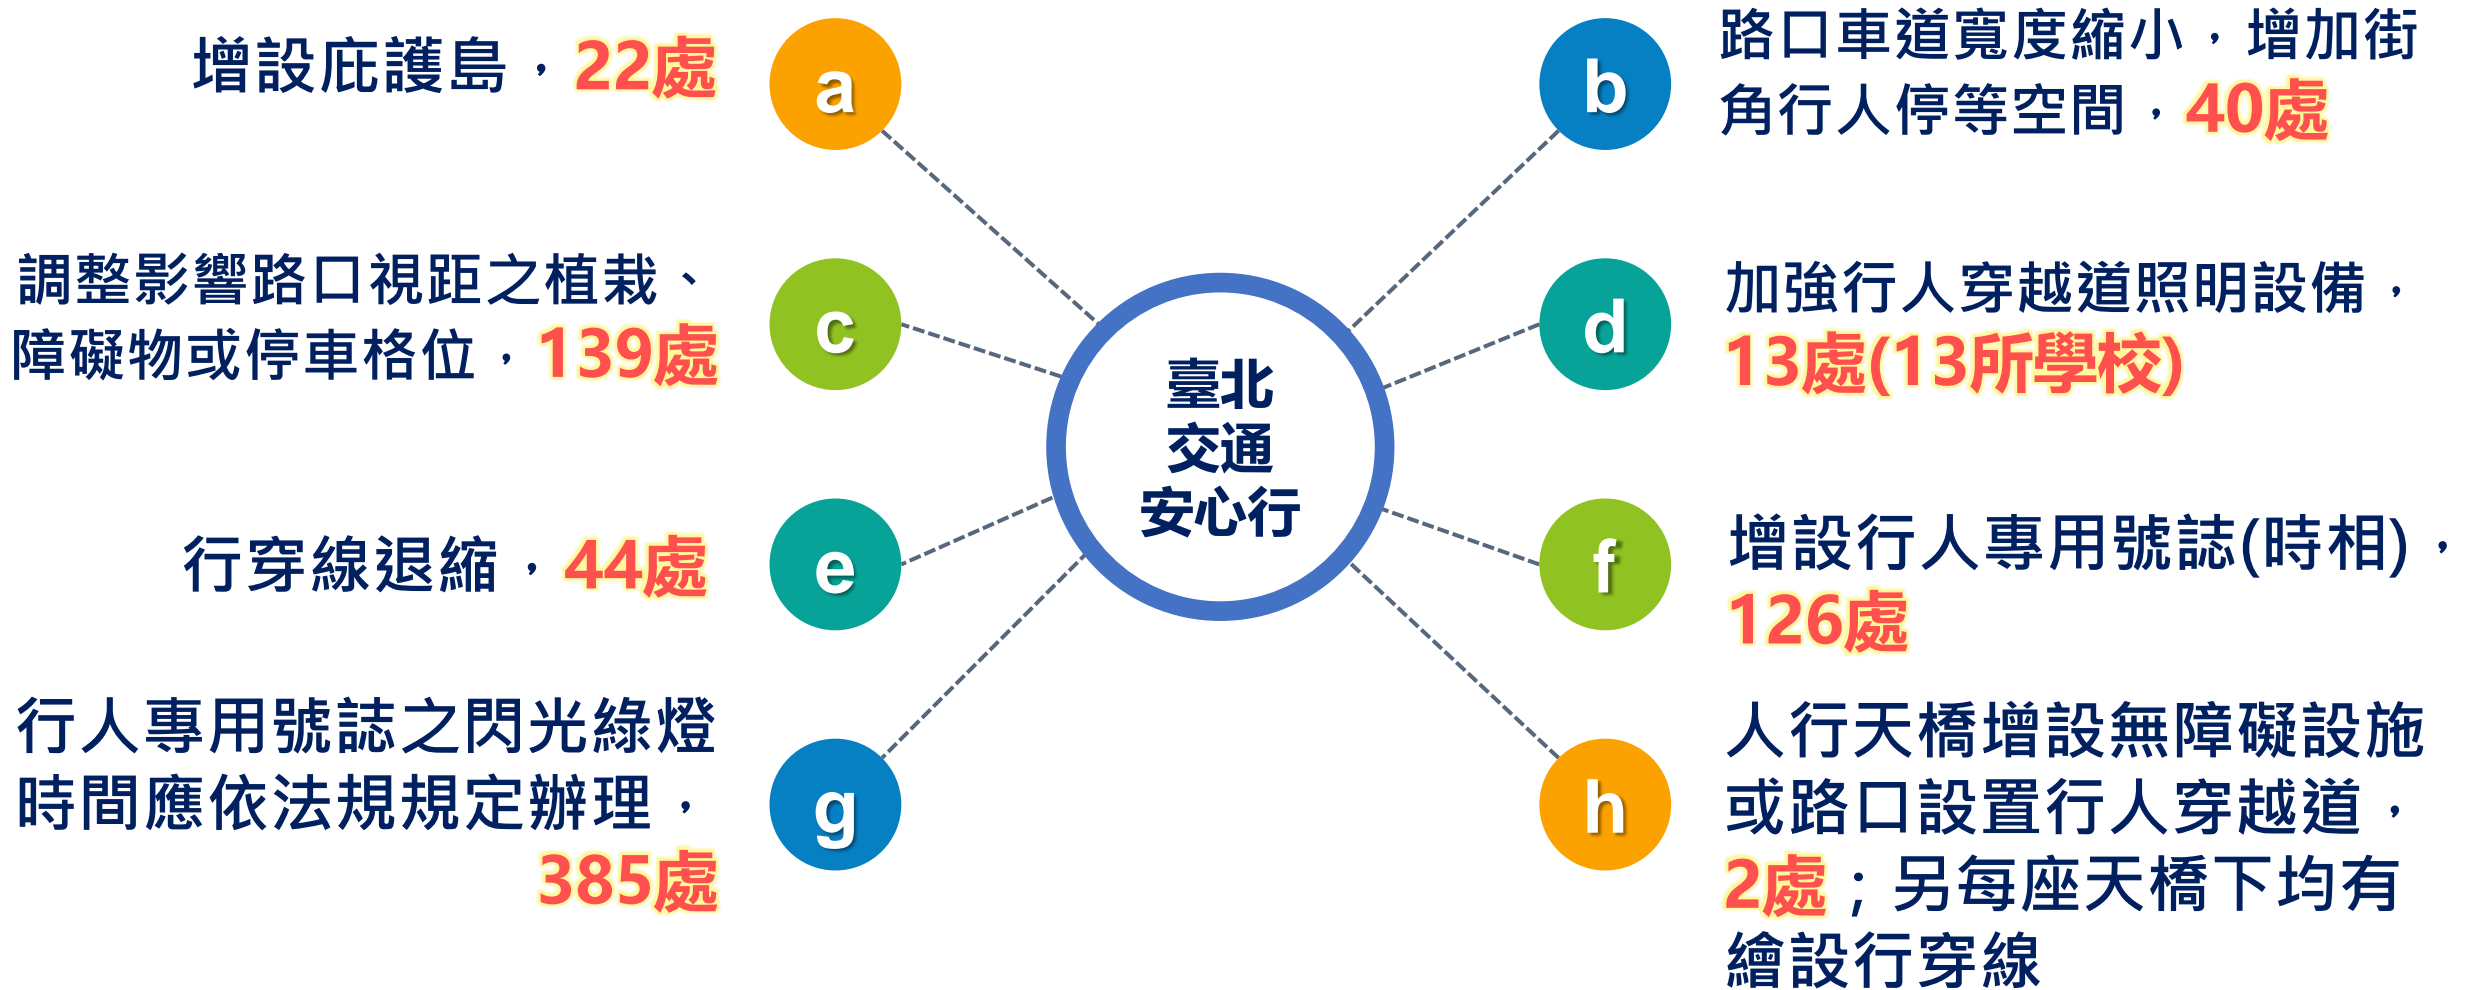 增設庇護島，22處
a
b
路口車道寬度縮小，增加街
角行人停等空間，40處
調整影響路口視距之植栽、
障礙物或停車格位，139處
c
d
加強行人穿越道照明設備，
13處(13所學校)
臺北
交通
安心行
行穿線退縮，44處
e
f
增設行人專用號誌(時相)，
126處
行人專用號誌之閃光綠燈
時間應依法規規定辦理，
385處
g
h
人行天橋增設無障礙設施
或路口設置行人穿越道，
2處；另每座天橋下均有
繪設行穿線